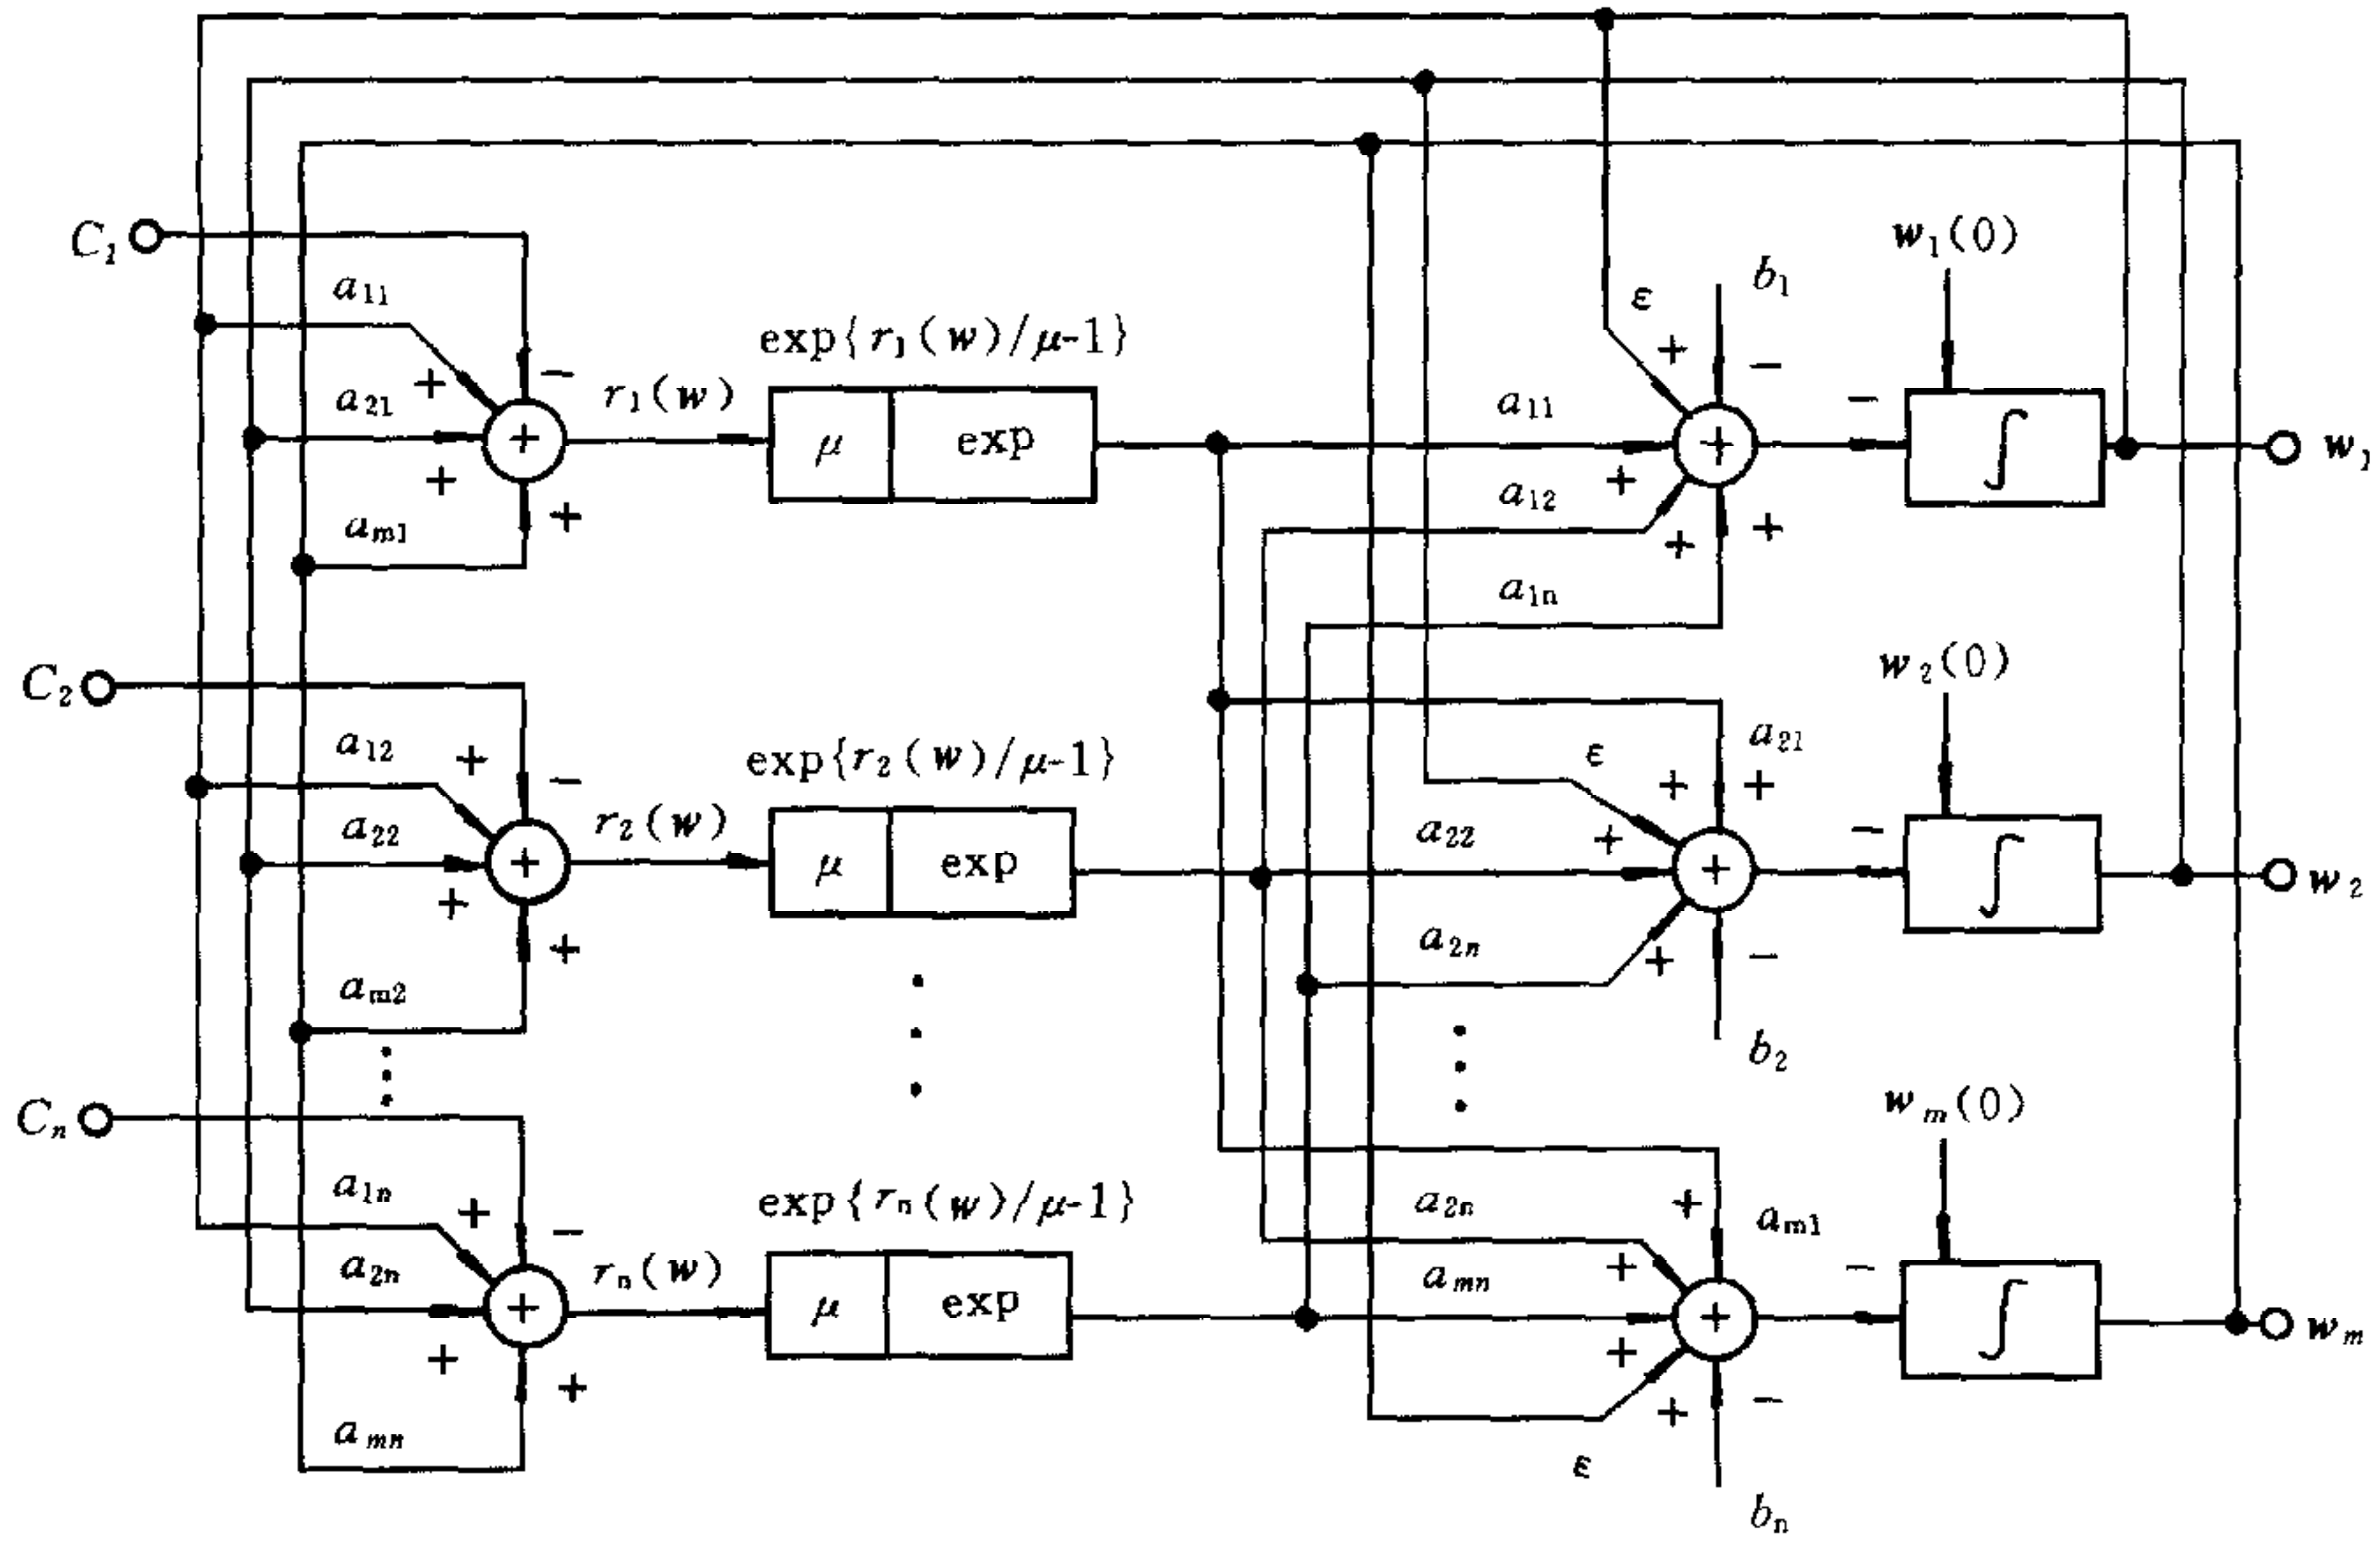 w₁(0)
C₁
b₁
a₁₁
ε
+
exp{r₁(w)/μ-1}
−
+ −
a₂₁
r₁(w)
a₁₁
−
+
μ exp
+
∫
w₁
+
+
a₁₂
aₘ₁
+
+
+
a₁ₙ
w₂(0)
C₂
a₁₂
+
exp{r₂(w)/μ-1}
ε
a₂₁
−
+
+
a₂₂
r₂(w)
+
a₂₂
−
+
μ exp
+
∫
w₂
+
+
a₂ₙ
+
−
aₘ₂
b₂
wₘ(0)
Cₙ
a₁ₙ
+
exp{rₙ(w)/μ-1}
a₂ₙ
+
aₘ₁
−
a₂ₙ
rₙ(w)
+
aₘₙ
−
+
μ exp
+
∫
wₘ
+
+
+
+
−
aₘₙ
ε
bₙ